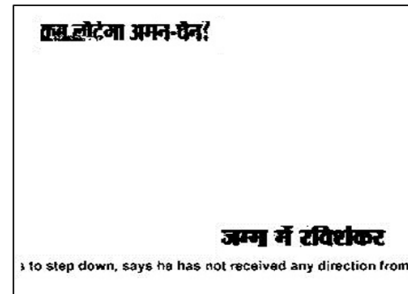 कब लौटेगा अमन-चैन?
जम्मू में रविशंकर
to step down, says he has not received any direction from